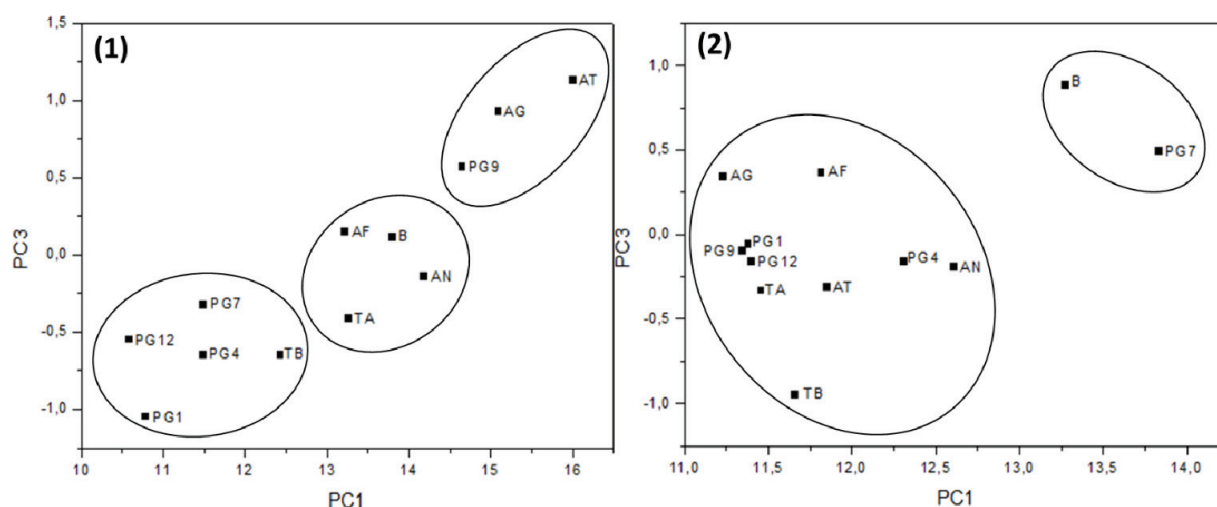 (1)
1,5
1,0
0,5
0,0
-0,5
-1,0
PC3
AT
AG
PG9
AF
B
AN
TA
PG7
PG12
PG4
TB
PG1
10
11
12
13
14
15
16
PC1
(2)
1,0
0,5
0,0
-0,5
-1,0
PC3
B
PG7
AG
AF
PG1
PG9
PG12
PG4
AN
TA
AT
TB
11,0
11,5
12,0
12,5
13,0
13,5
14,0
PC1